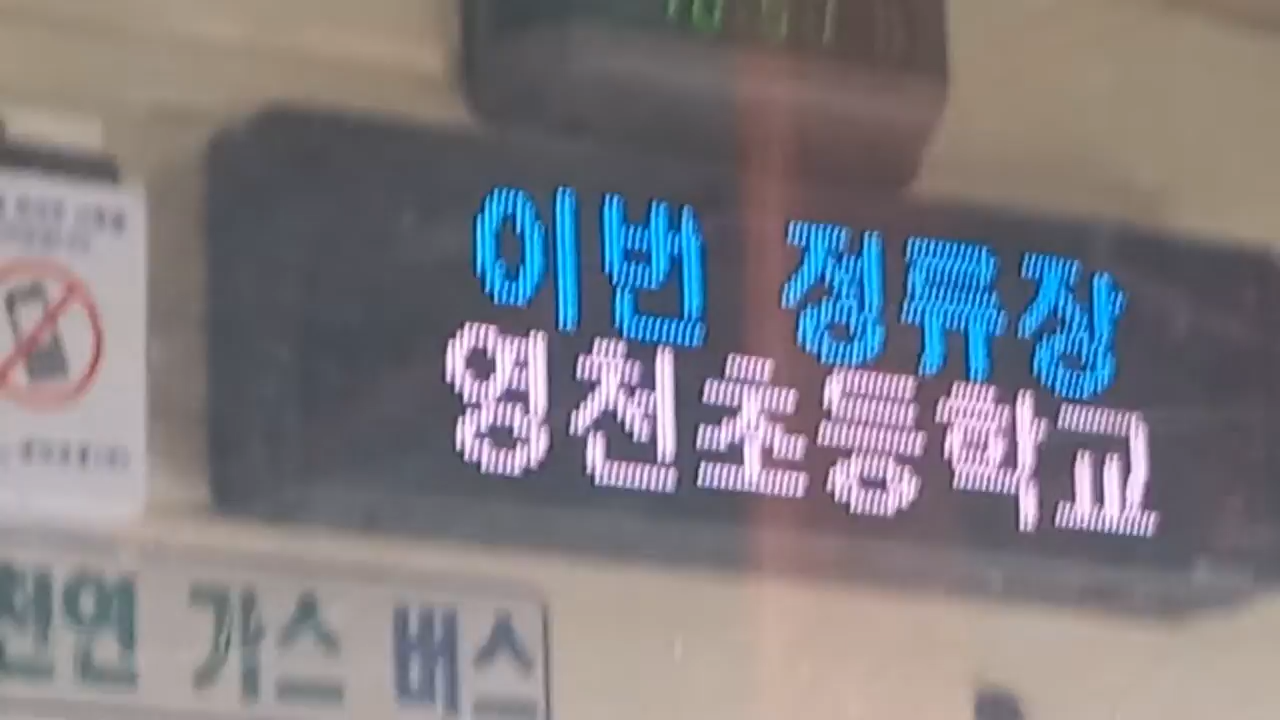 이번 정류장
영천초등학교
천연 가스 버스